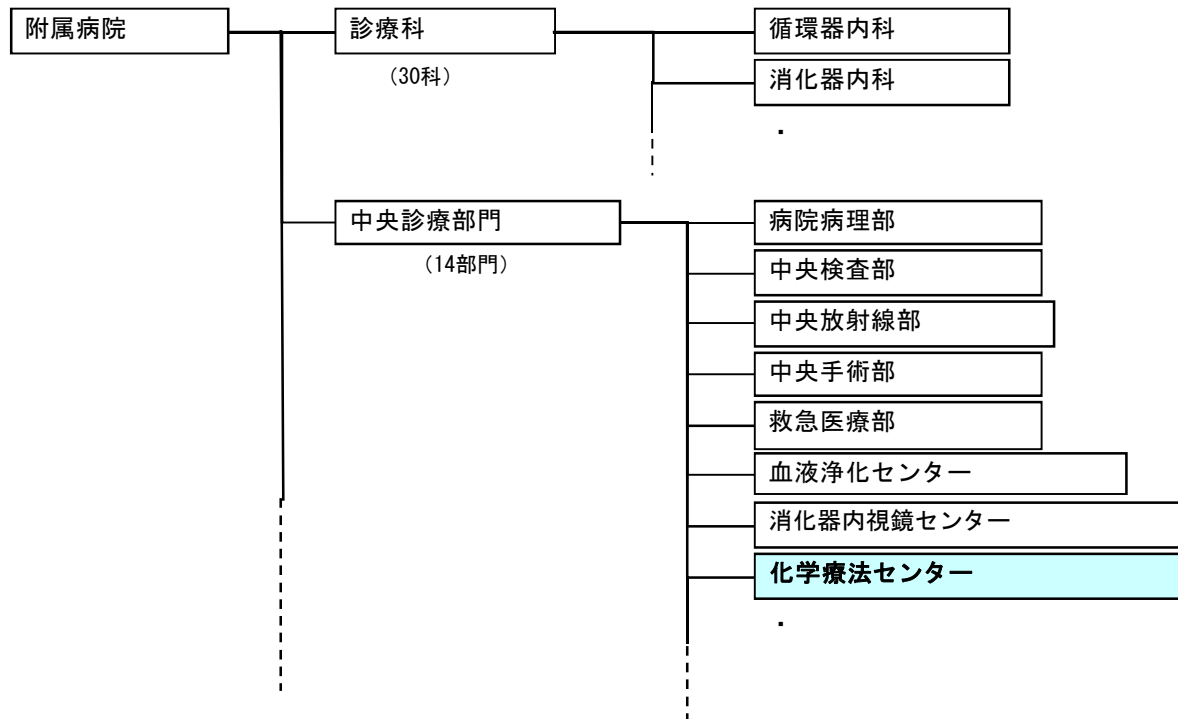 附属病院
診療科
(30科)
循環器内科
消化器内科
．
中央診療部門
(14部門)
病院病理部
中央検査部
中央放射線部
中央手術部
救急医療部
血液浄化センター
消化器内視鏡センター
化学療法センター
．